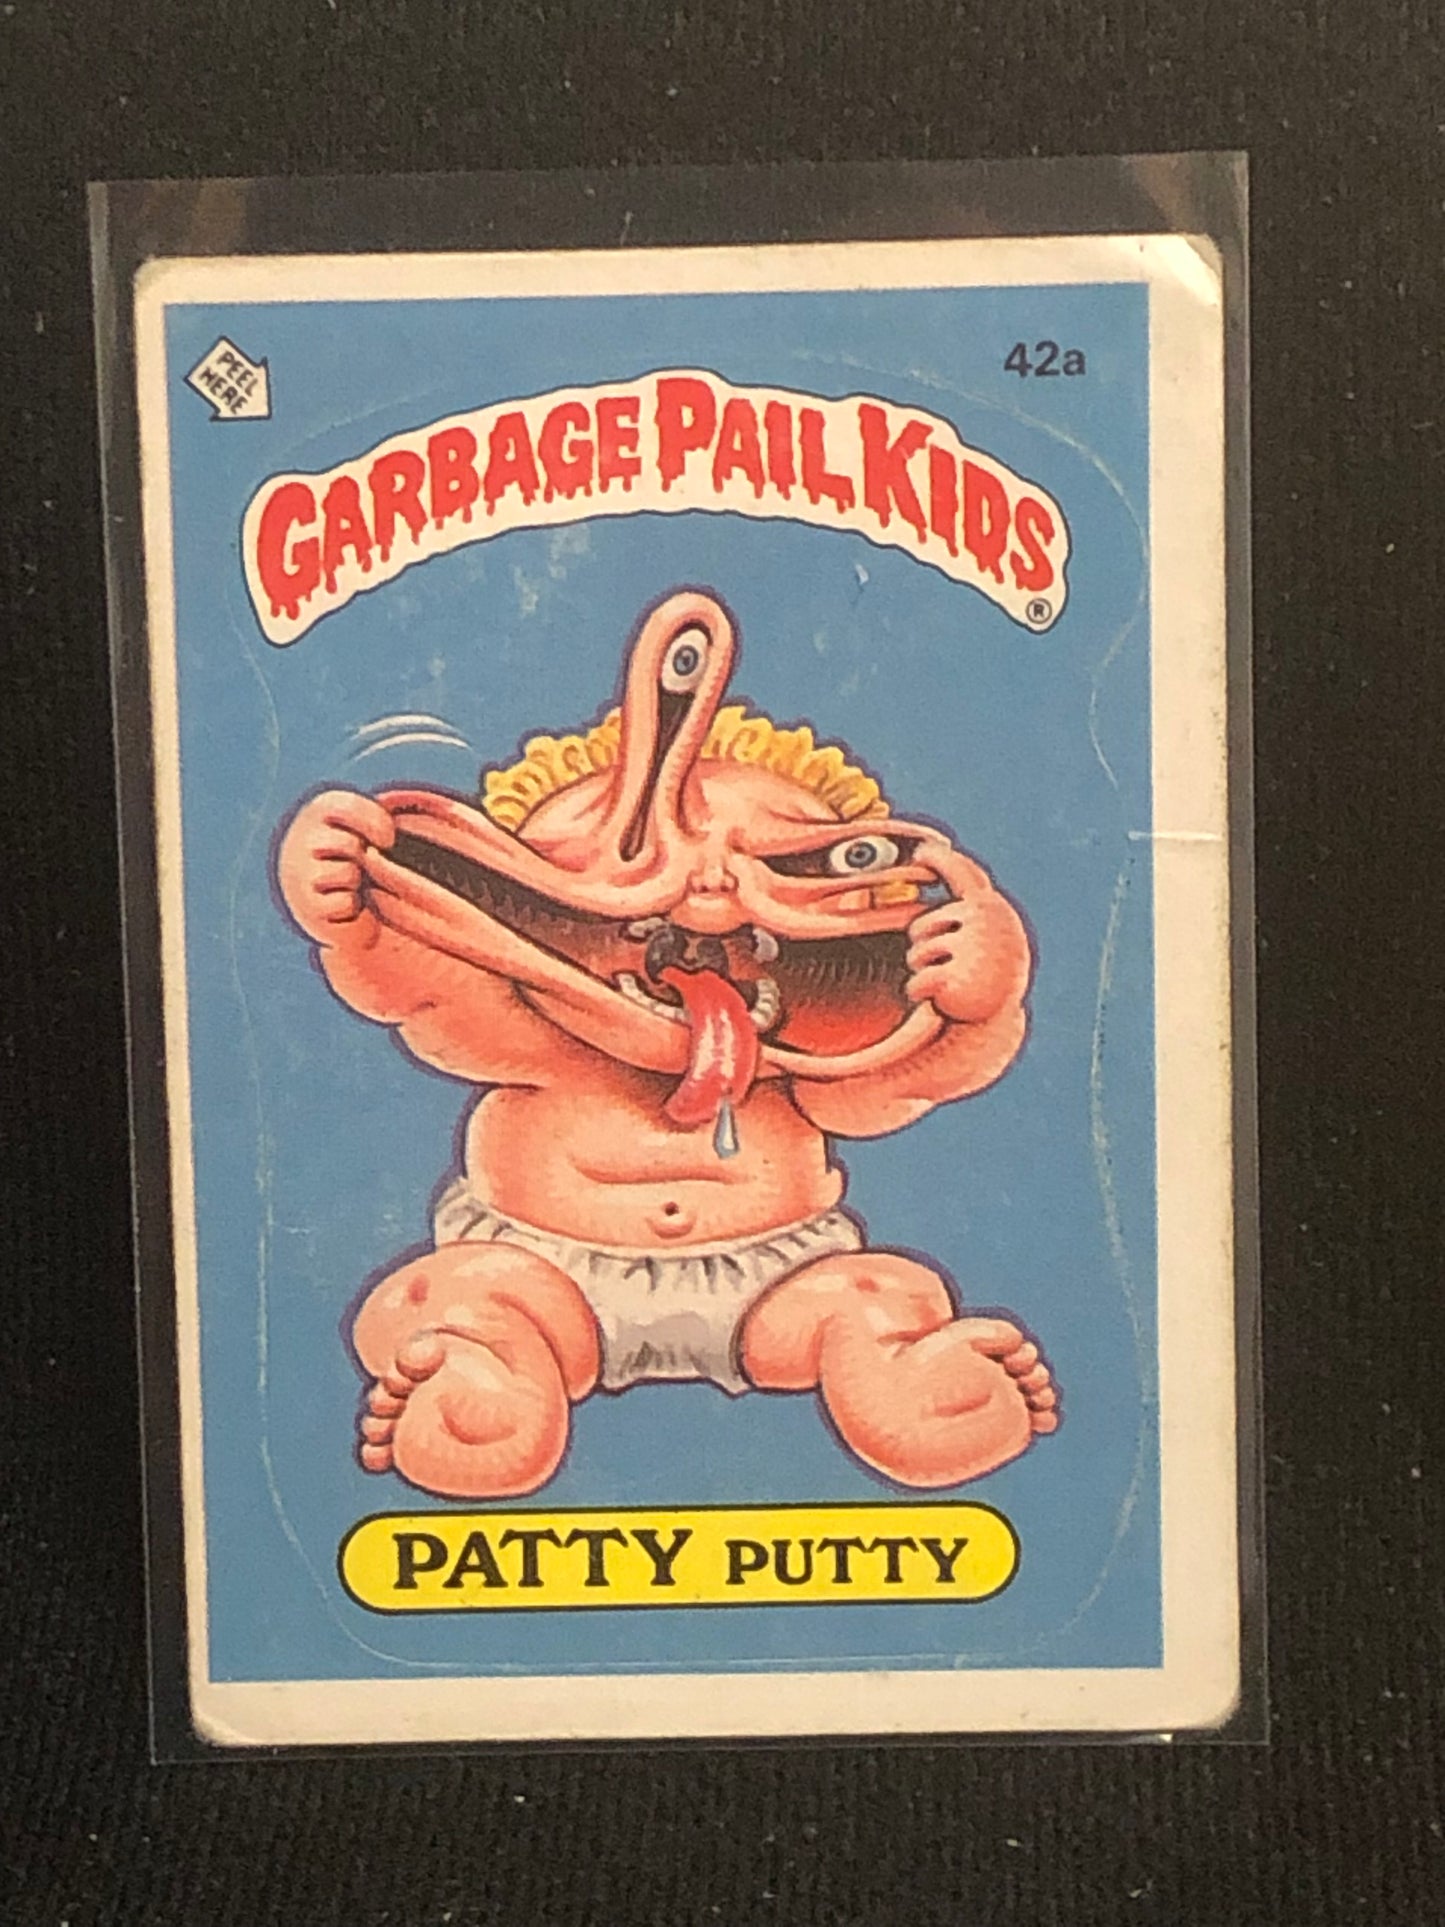 PEEL
HERE
42a
GARBAGE PAIL KIDS
®
PATTY PUTTY